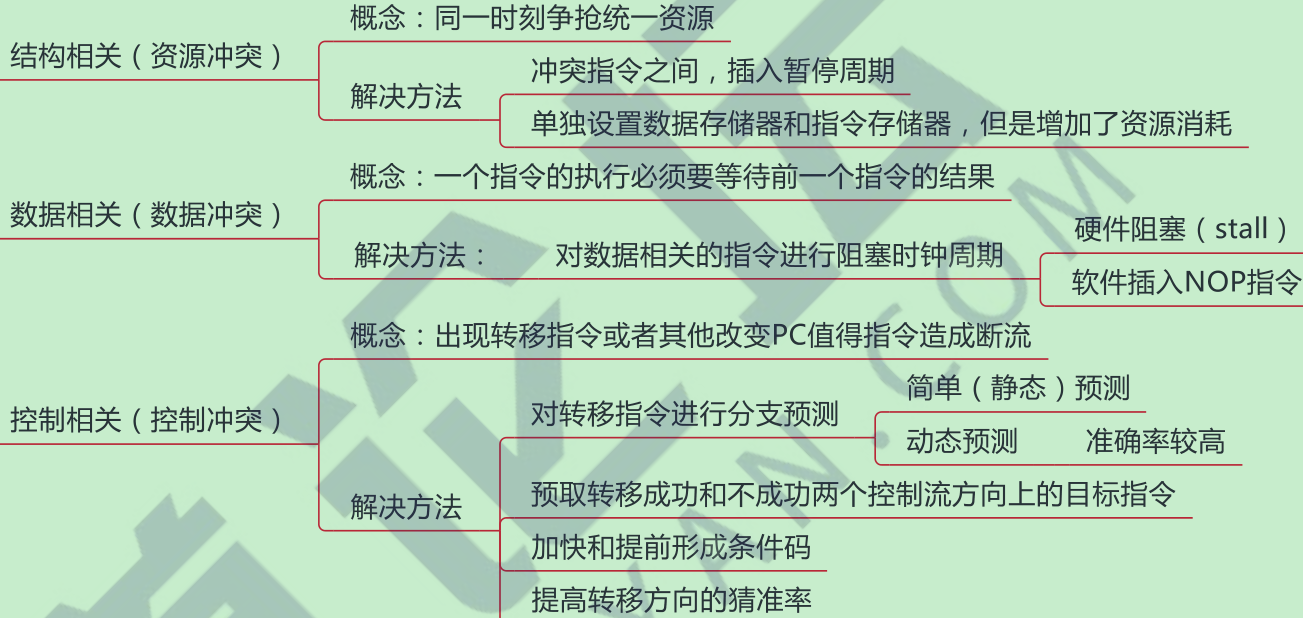 结构相关（资源冲突）
概念：同一时刻争抢统一资源
解决方法
冲突指令之间，插入暂停周期
单独设置数据存储器和指令存储器，但是增加了资源消耗
数据相关（数据冲突）
概念：一个指令的执行必须要等待前一个指令的结果
解决方法：
对数据相关的指令进行阻塞时钟周期
硬件阻塞（stall）
软件插入NOP指令
控制相关（控制冲突）
概念：出现转移指令或者其他改变PC值得指令造成断流
解决方法
对转移指令进行分支预测
简单（静态）预测
动态预测
准确率较高
预取转移成功和不成功两个控制流方向上的目标指令
加快和提前形成条件码
提高转移方向的猜准率